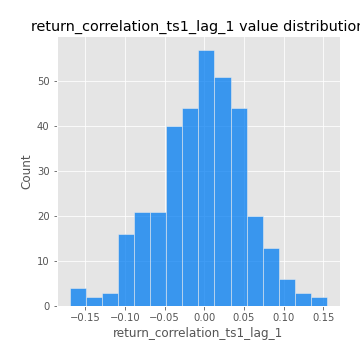 return_correlation_ts1_lag_1 value distribution
Count
50
40
30
20
10
0
−0.15 −0.10 −0.05 0.00 0.05 0.10 0.15
return_correlation_ts1_lag_1